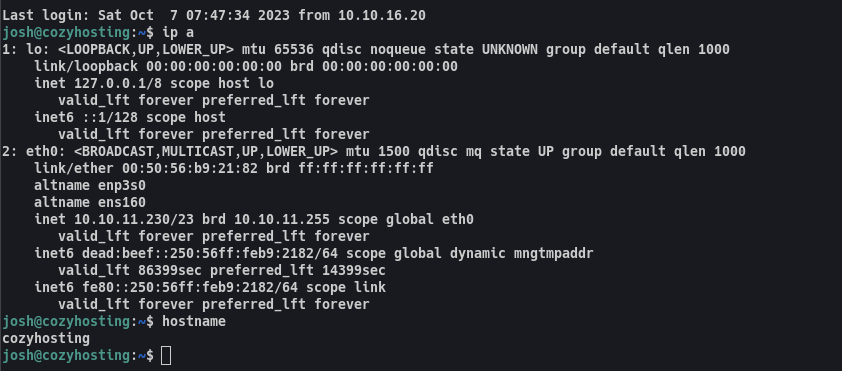 Last login: Sat Oct  7 07:47:34 2023 from 10.10.16.20
josh@cozyhosting:~$ ip a
1: lo: <LOOPBACK,UP,LOWER_UP> mtu 65536 qdisc noqueue state UNKNOWN group default qlen 1000
    link/loopback 00:00:00:00:00:00 brd 00:00:00:00:00:00
    inet 127.0.0.1/8 scope host lo
       valid_lft forever preferred_lft forever
    inet6 ::1/128 scope host
       valid_lft forever preferred_lft forever
2: eth0: <BROADCAST,MULTICAST,UP,LOWER_UP> mtu 1500 qdisc mq state UP group default qlen 1000
    link/ether 00:50:56:b9:21:82 brd ff:ff:ff:ff:ff:ff
    altname enp3s0
    altname ens160
    inet 10.10.11.230/23 brd 10.10.11.255 scope global eth0
       valid_lft forever preferred_lft forever
    inet6 dead:beef::250:56ff:feb9:2182/64 scope global dynamic mngtmpaddr
       valid_lft 86399sec preferred_lft 14399sec
    inet6 fe80::250:56ff:feb9:2182/64 scope link
       valid_lft forever preferred_lft forever
josh@cozyhosting:~$ hostname
cozyhosting
josh@cozyhosting:~$